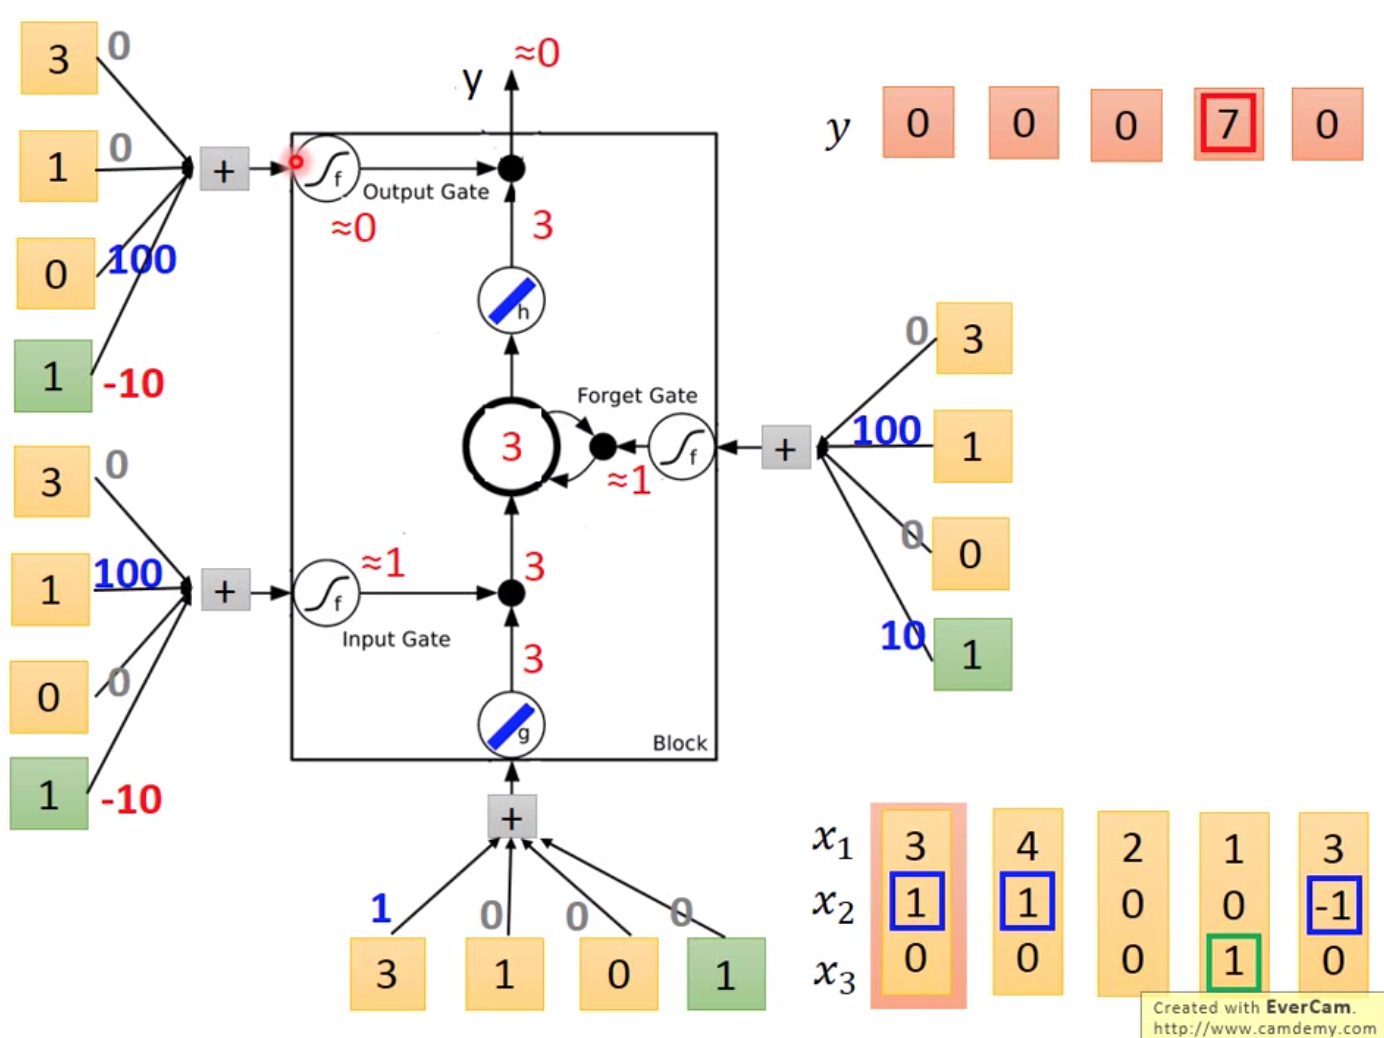 ≈0
y
3 0
1 0
0 100
1 -10
+
f
Output Gate
≈0
3
h
y 0 0 0 7 0
Forget Gate
3
f
≈1
+
0 3
100 1
0 0
10 1
3 0
1 100
0 0
1 -10
+
f
≈1
Input Gate
3
3
g
Block
+
1 0 0 0
3 1 0 1
x₁ 3 4 2 1 3
x₂ 1 1 0 0 -1
x₃ 0 0 0 1 0
Created with EverCam.
http://www.camdemy.com